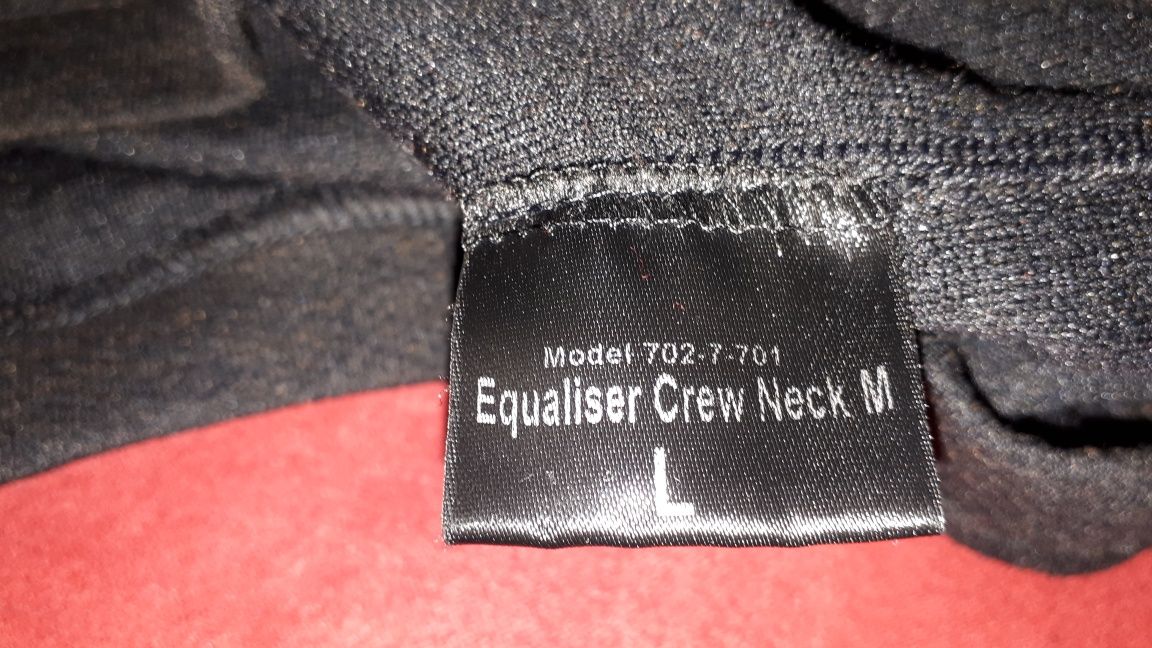 Model 702-7-701
Equaliser Crew Neck M
L